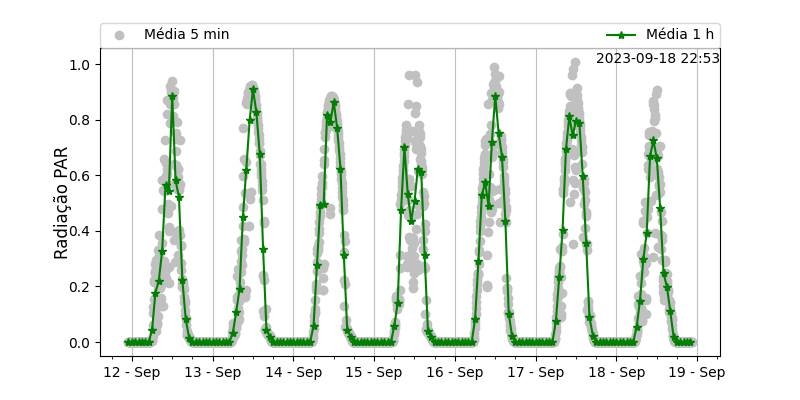 Média 5 min
Média 1 h
2023-09-18 22:53
Radiação PAR
1.0
0.8
0.6
0.4
0.2
0.0
12 - Sep
13 - Sep
14 - Sep
15 - Sep
16 - Sep
17 - Sep
18 - Sep
19 - Sep